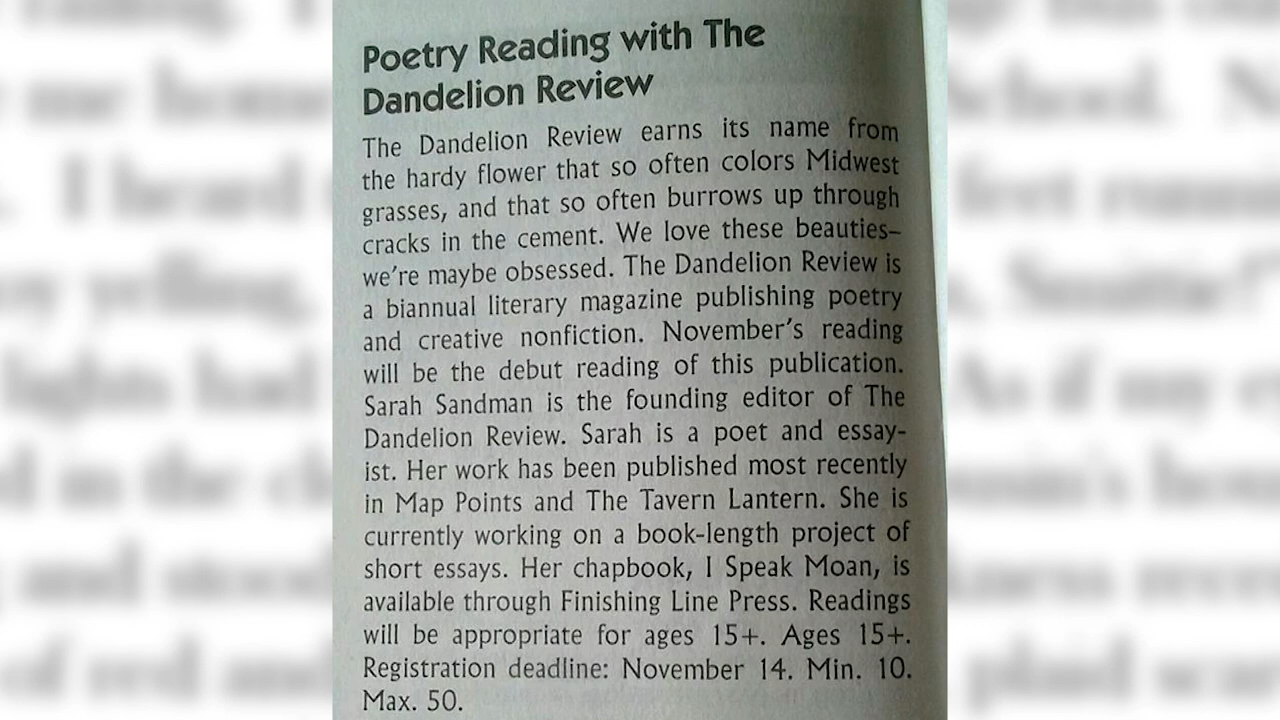 Poetry Reading with The
Dandelion Review
The Dandelion Review earns its name from
the hardy flower that so often colors Midwest
grasses, and that so often burrows up through
cracks in the cement. We love these beauties–
we're maybe obsessed. The Dandelion Review is
a biannual literary magazine publishing poetry
and creative nonfiction. November's reading
will be the debut reading of this publication.
Sarah Sandman is the founding editor of The
Dandelion Review. Sarah is a poet and essay-
ist. Her work has been published most recently
in Map Points and The Tavern Lantern. She is
currently working on a book-length project of
short essays. Her chapbook, I Speak Moan, is
available through Finishing Line Press. Readings
will be appropriate for ages 15+. Ages 15+.
Registration deadline: November 14. Min. 10.
Max. 50.